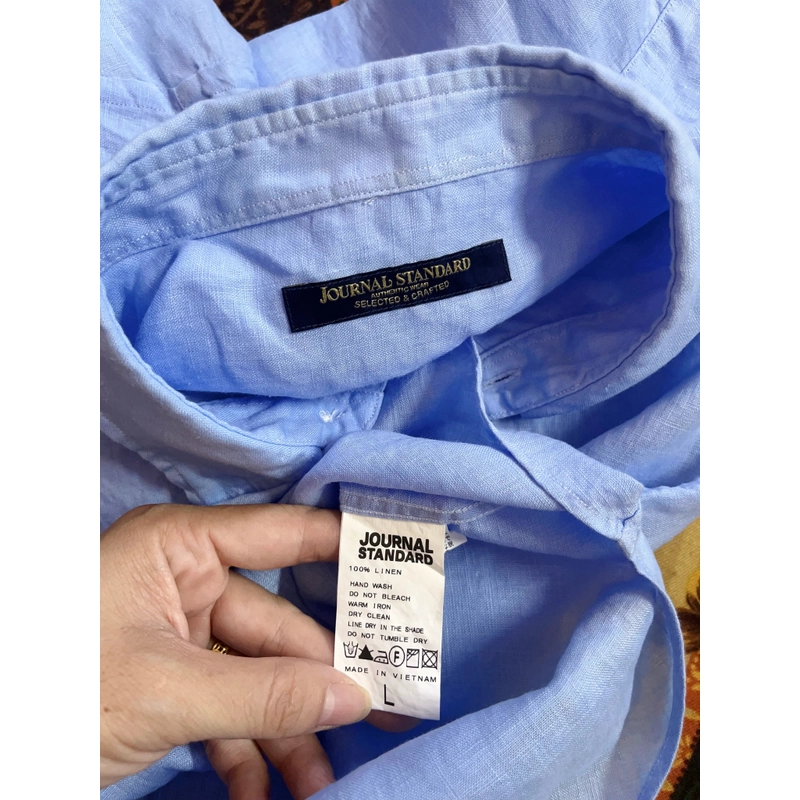 JOURNAL STANDARD
AUTHENTIC WEAR
SELECTED & CRAFTED
JOURNAL
STANDARD
100% LINEN
HAND WASH
DO NOT BLEACH
WARM IRON
DRY CLEAN
LINE DRY IN THE SHADE
DO NOT TUMBLE DRY
F
MADE IN VIETNAM
L